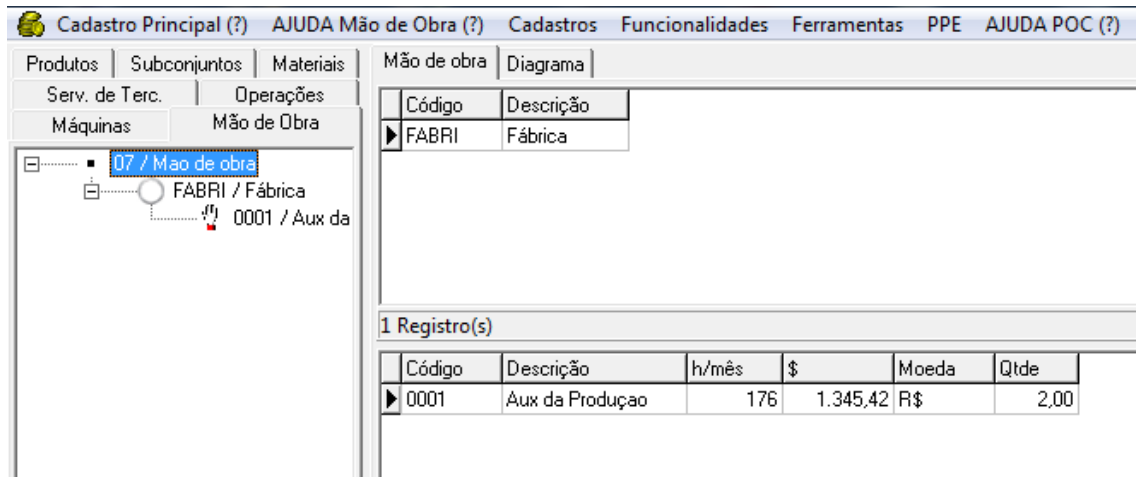 Cadastro Principal (?) AJUDA Mão de Obra (?) Cadastros Funcionalidades Ferramentas PPE AJUDA POC (?)
Produtos Subconjuntos Materiais
Serv. de Terc. Operações
Máquinas Mão de Obra
07 / Mao de obra
FABRI / Fábrica
0001 / Aux da
Mão de obra Diagrama
Código Descrição
FABRI Fábrica
1 Registro(s)
Código Descrição h/mês $ Moeda Qtde
0001 Aux da Produçao 176 1.345,42 R$ 2,00